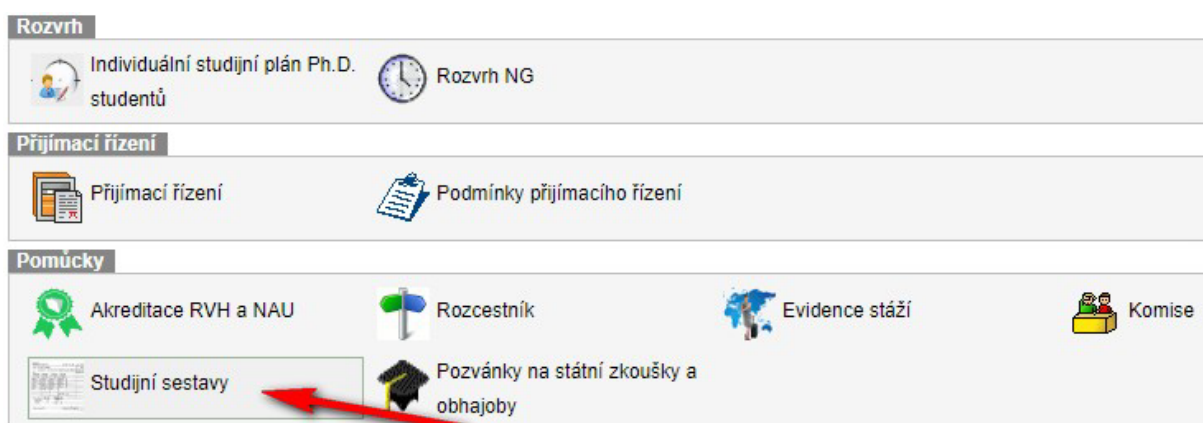 Rozvrh
Individuální studijní plán Ph.D.
studentů
Rozvrh NG
Přijímací řízení
Přijímací řízení
Podmínky přijímacího řízení
Pomůcky
Akreditace RVH a NAU
Rozcestník
Evidence stáží
Komise
Studijní sestavy
Pozvánky na státní zkoušky a
obhajoby